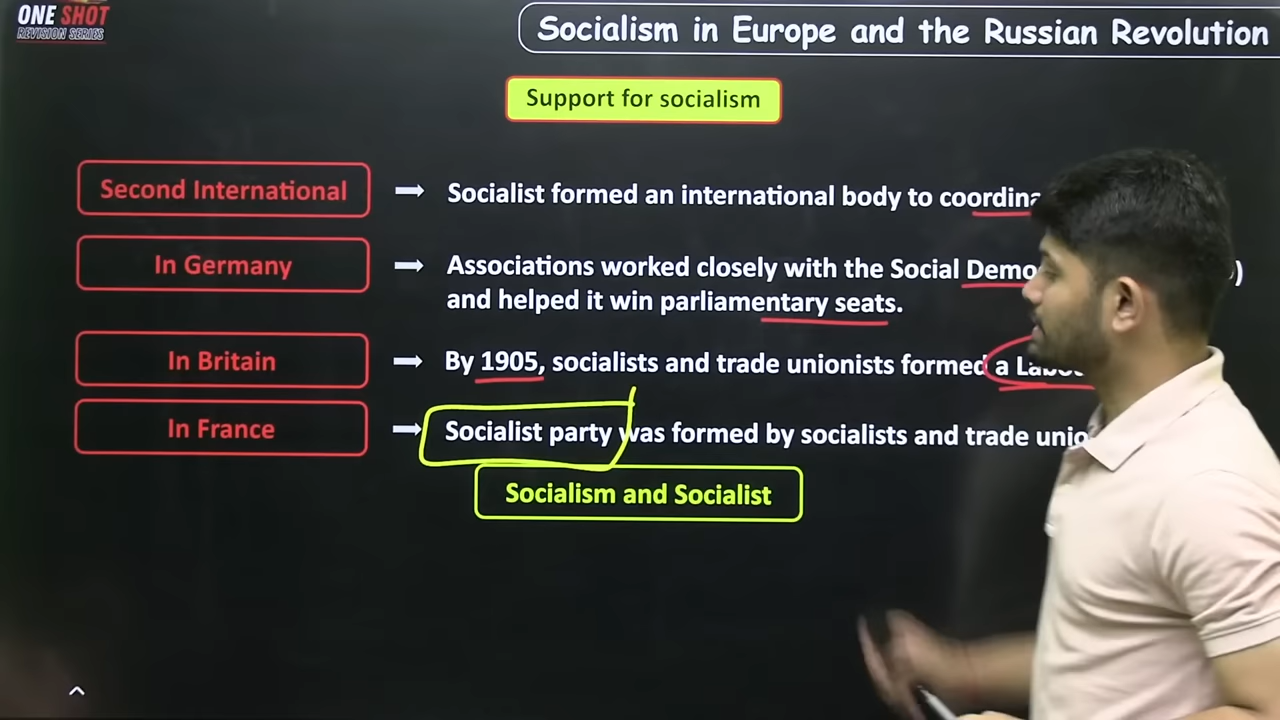 ONE SHOT
REVISION SERIES
Socialism in Europe and the Russian Revolution
Support for socialism
Second International
Socialist formed an international body to
In Germany
Associations worked closely with the Social )
and helped it win parliamentary seats.
In Britain
By 1905, socialists and trade unionists formed a
In France
Socialist party was formed by socialists and trade
Socialism and Socialist